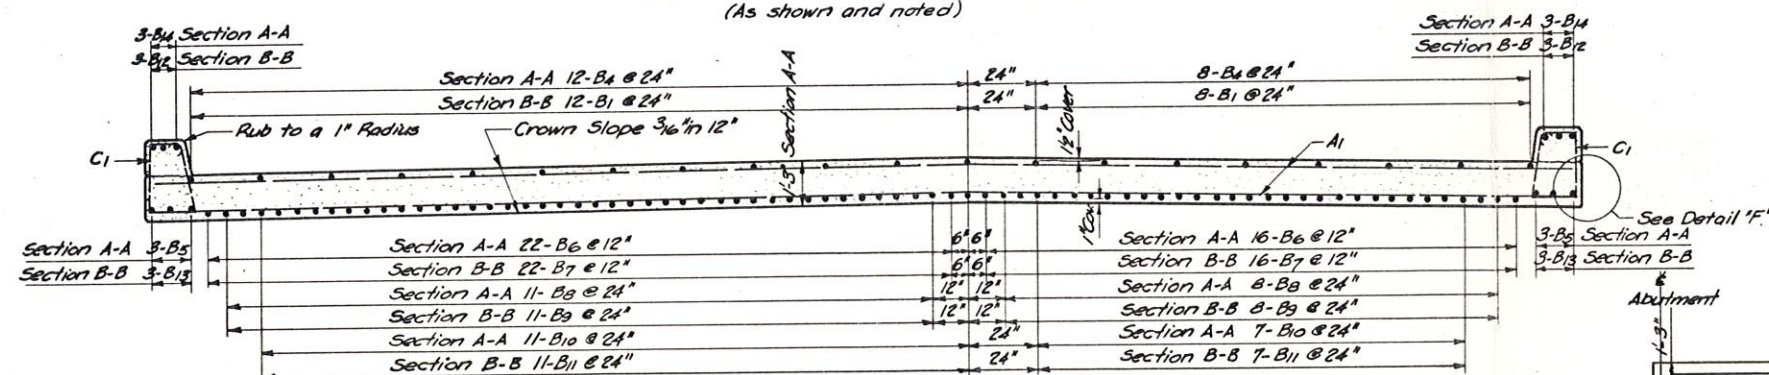 (As shown and noted)
3-B14 Section A-A
3-B12 Section B-B
Section A-A 3-B14
Section B-B 3-B12
Section A-A 12-B4 @ 24"
24"
8-B4 @ 24"
Section B-B 12-B1 @ 24"
24"
8-B1 @ 24"
Section A-A
1'-3"
Rub to a 1" Radius
Crown Slope 3/16" in 12"
1½" Cover
A1
C1
C1
See Detail "F"
Section A-A 3-B5
Section B-B 3-B13
Section A-A 22-B6 @ 12"
6" 6"
Section A-A 16-B6 @ 12"
Section B-B 22-B7 @ 12"
6" 6"
Section B-B 16-B7 @ 12"
Section A-A 11-B8 @ 24"
12" 12"
Section A-A 8-B8 @ 24"
Section B-B 11-B9 @ 24"
12" 12"
Section B-B 8-B9 @ 24"
Section A-A 11-B10 @ 24"
24"
Section A-A 7-B10 @ 24"
Section B-B 11-B11 @ 24"
24"
Section B-B 7-B11 @ 24"
3-B5 Section A-A
3-B13 Section B-B
Abutment
1'-3"